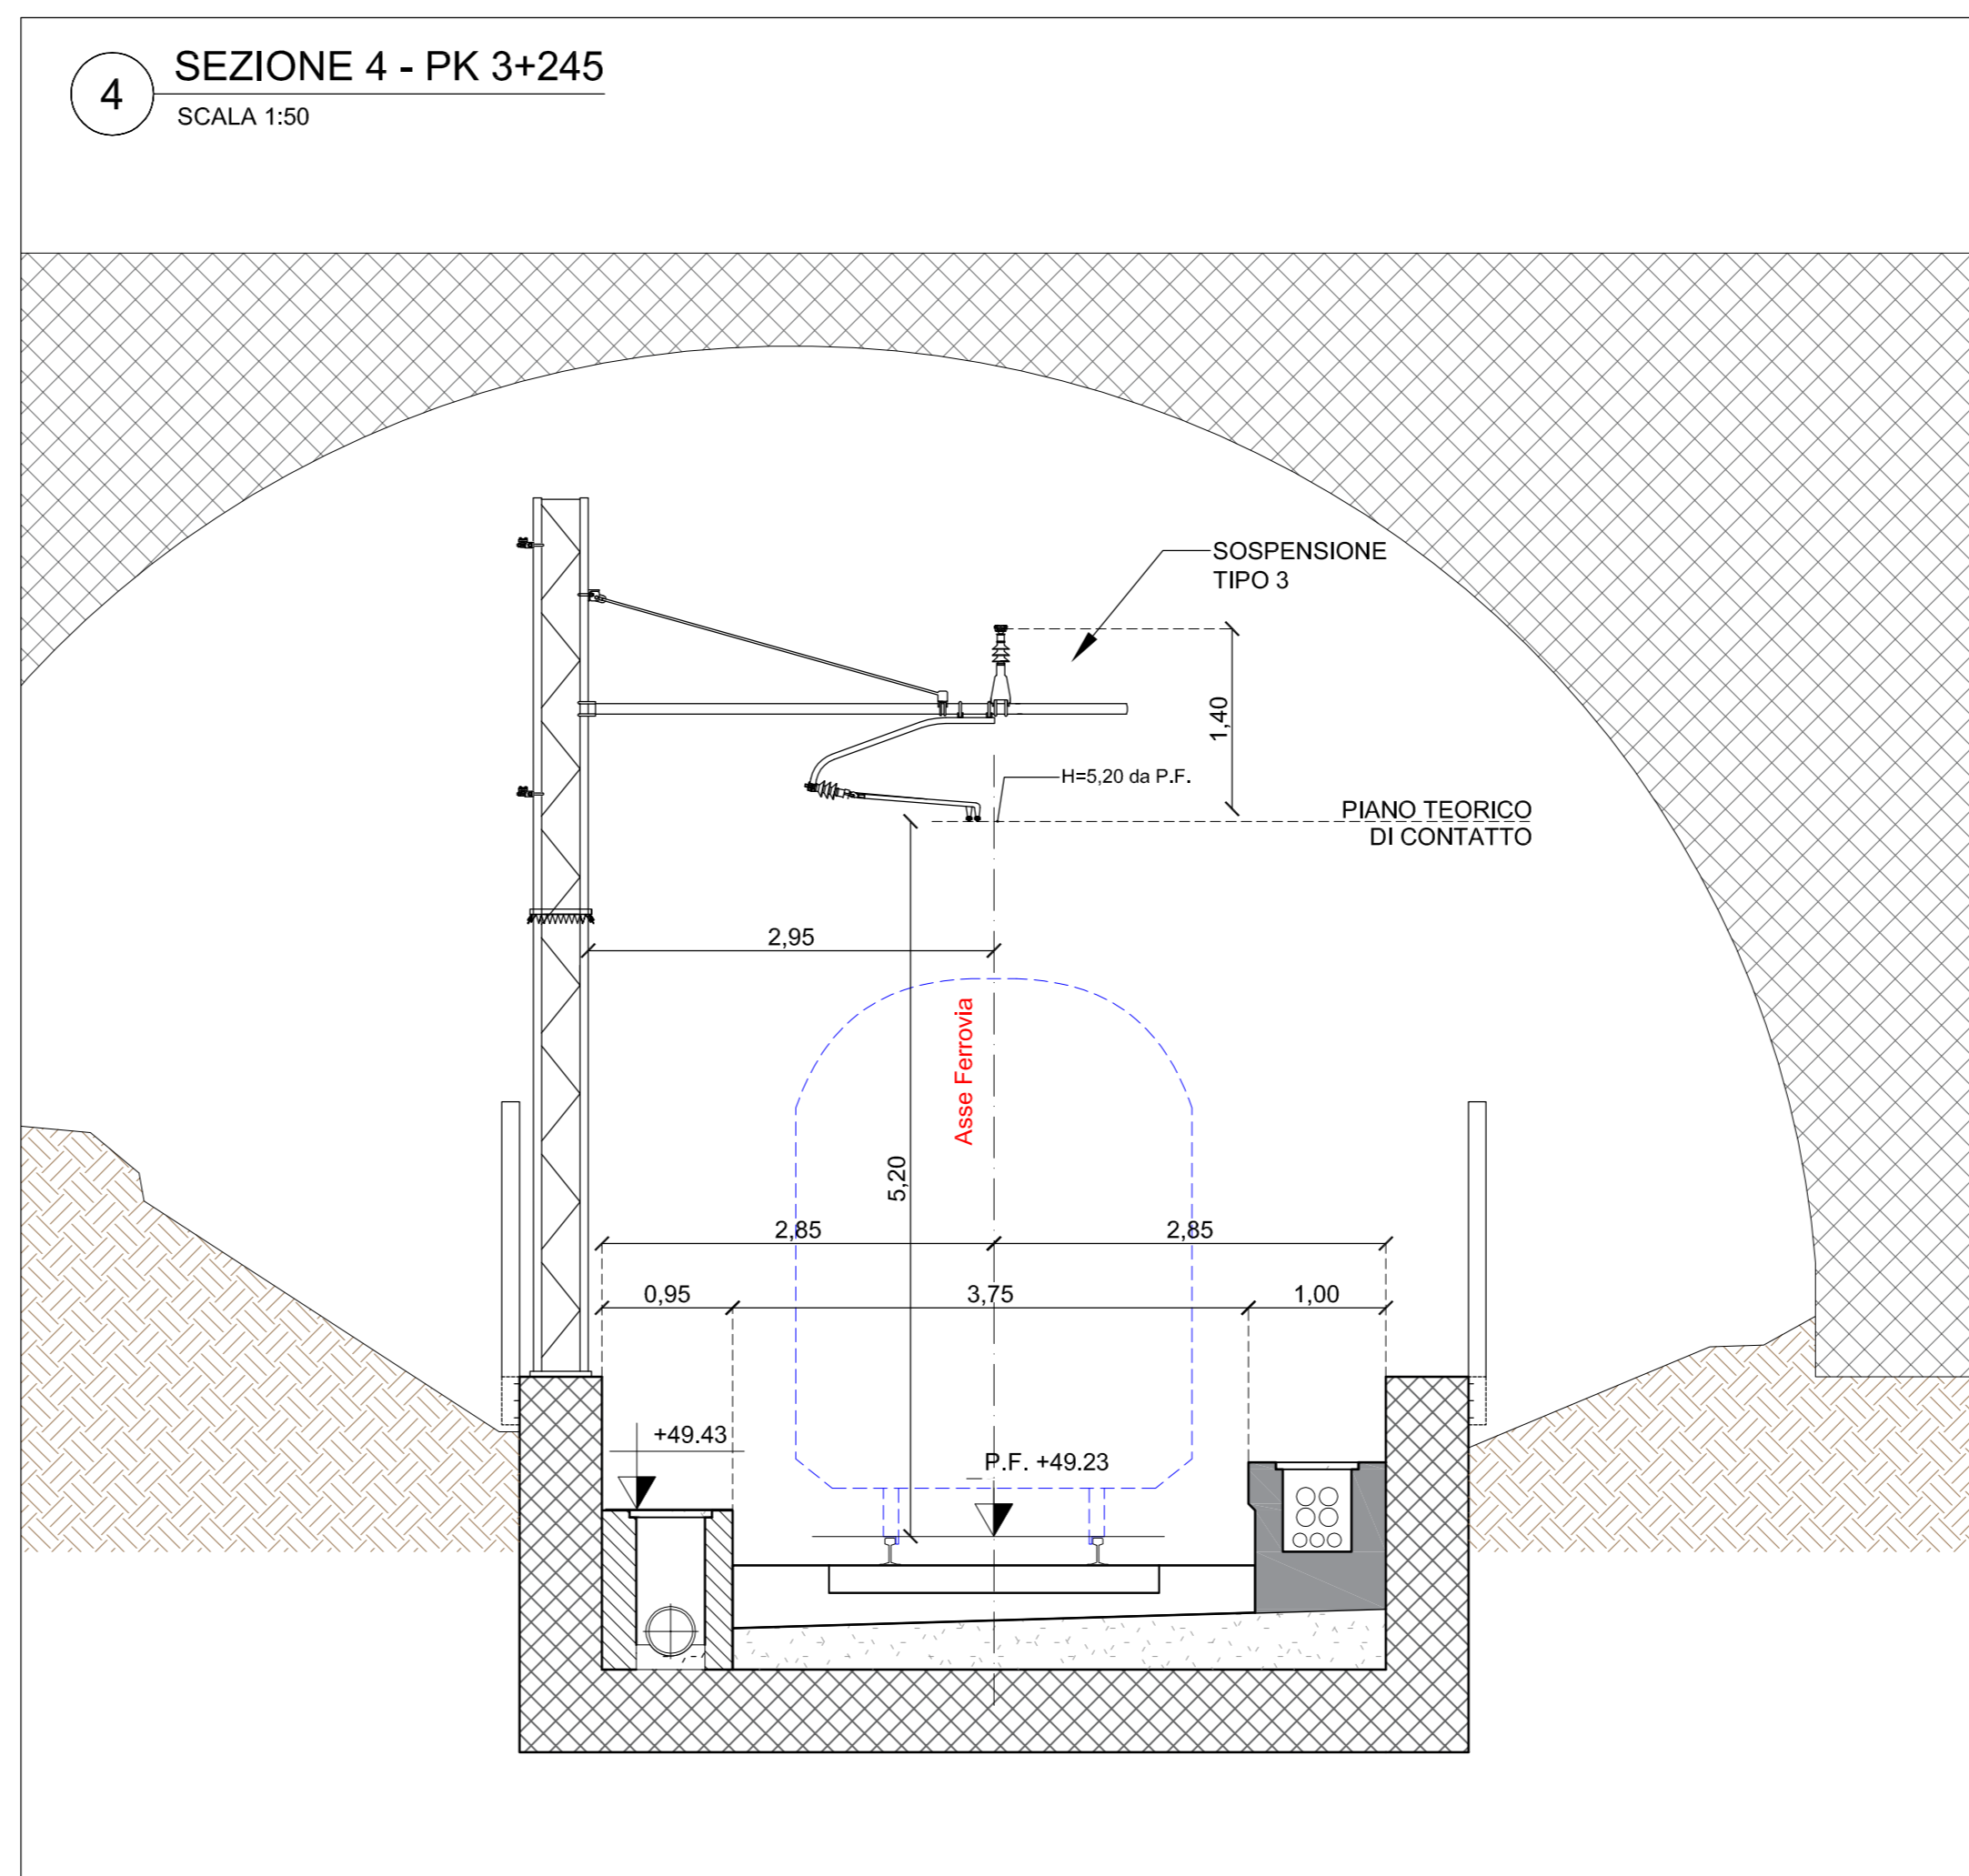 4
SEZIONE 4 - PK 3+245
SCALA 1:50
SOSPENSIONE
TIPO 3
1,40
H=5,20 da P.F.
PIANO TEORICO
DI CONTATTO
2,95
Asse Ferrovia
5,20
2,85
2,85
0,95
3,75
1,00
+49.43
P.F. +49.23